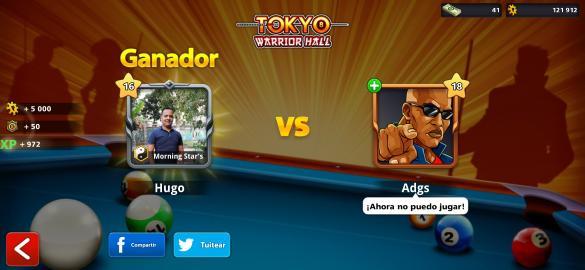 TOKYO
WARRIOR HALL
41
121 912
Ganador
16
18
+ 5 000
+ 50
XP + 972
Morning Star's
VS
Hugo
Adgs
¡Ahora no puedo jugar!
f Compartir
Tuitear
2